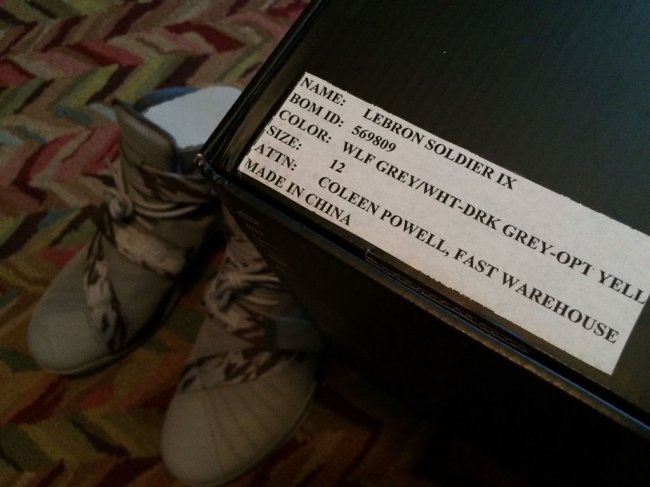 NAME: LEBRON SOLDIER IX
BOM ID: 569809
COLOR: WLF GREY/WHT-DRK GREY-OPT YELL
SIZE: 12
ATTN: COLEEN POWELL, FAST WAREHOUSE
MADE IN CHINA